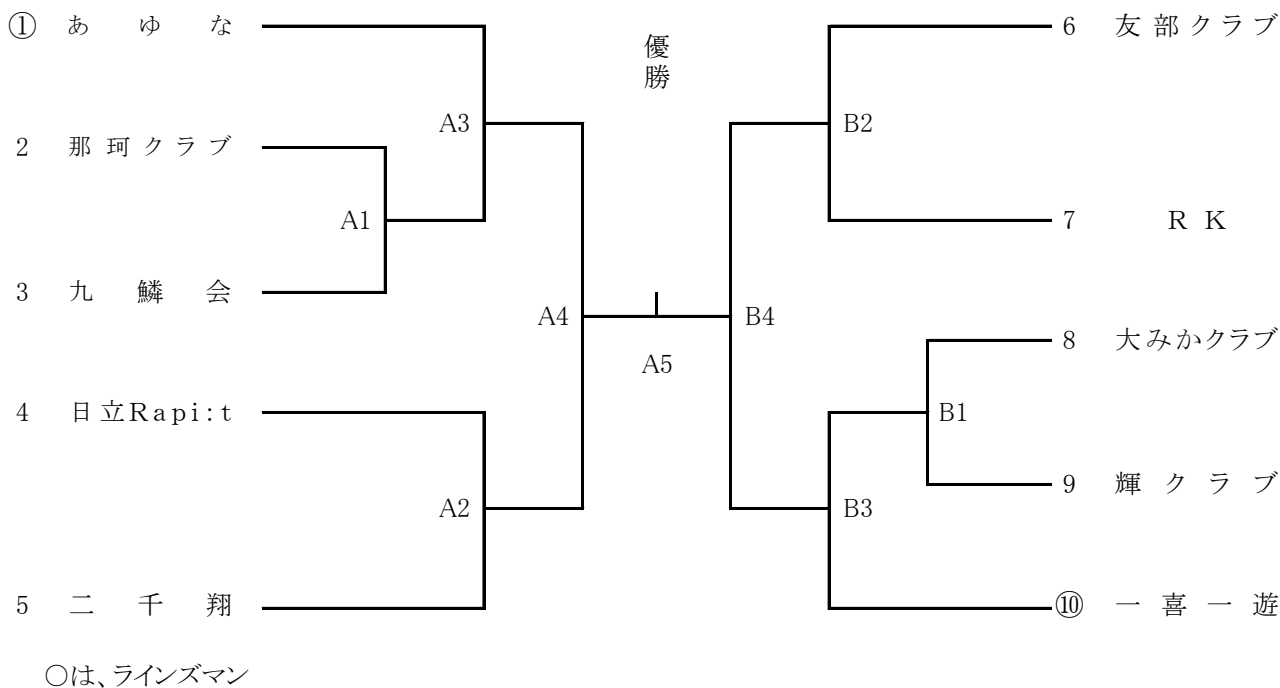 ① あゆな
優勝
6 友部クラブ
A3
B2
2 那珂クラブ
A1
7 RK
3 九鱗会
A4
B4
8 大みかクラブ
A5
4 日立Rapi:t
B1
9 輝クラブ
A2
B3
5 二千翔
⑩ 一喜一遊
○は、ラインズマン